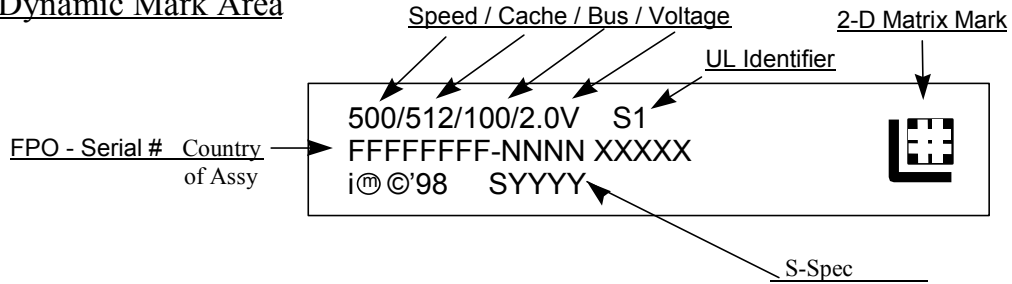 Dynamic Mark Area
Speed / Cache / Bus / Voltage
2-D Matrix Mark
UL Identifier
500/512/100/2.0V S1
FPO - Serial # Country
of Assy
FFFFFFFF-NNNN XXXXX
i ⓜ ©'98 SYYYY
S-Spec